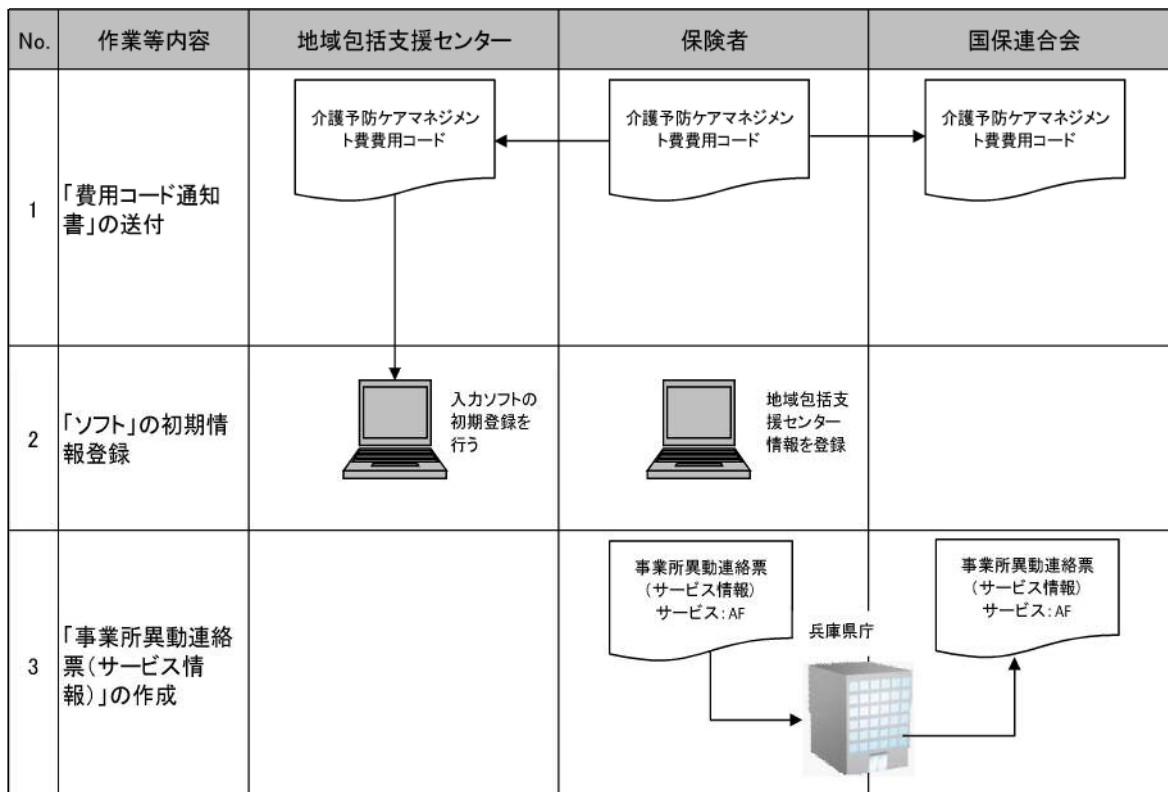 No.
作業等内容
地域包括支援センター
保険者
国保連合会
1
「費用コード通知
書」の送付
介護予防ケアマネジメン
ト費費用コード
介護予防ケアマネジメン
ト費費用コード
介護予防ケアマネジメン
ト費費用コード
2
「ソフト」の初期情
報登録
入力ソフトの
初期登録を
行う
地域包括支
援センター
情報を登録
3
「事業所異動連絡
票(サービス情
報)」の作成
事業所異動連絡票
(サービス情報)
サービス:AF
兵庫県庁
事業所異動連絡票
(サービス情報)
サービス:AF